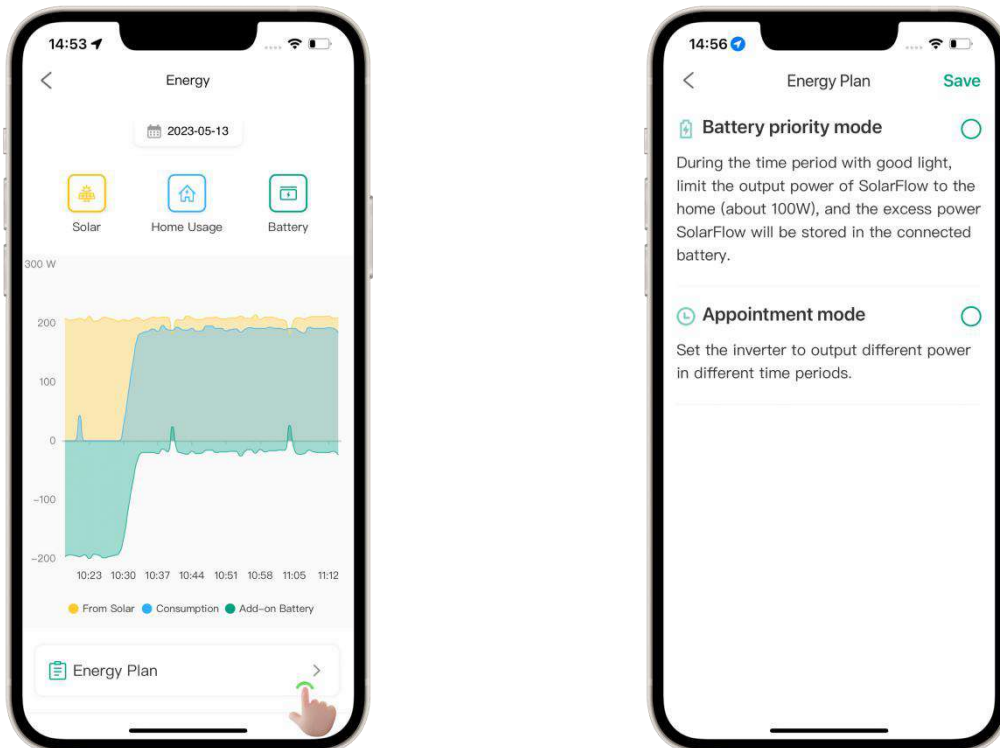 14:53
Energy
2023-05-13
Solar
Home Usage
Battery
300 W
200
100
0
-100
-200
10:23 10:30 10:37 10:44 10:51 10:58 11:05 11:12
From Solar Consumption Add-on Battery
Energy Plan
14:56
Energy Plan
Save
Battery priority mode
During the time period with good light,
limit the output power of SolarFlow to the
home (about 100W), and the excess power
SolarFlow will be stored in the connected
battery.
Appointment mode
Set the inverter to output different power
in different time periods.